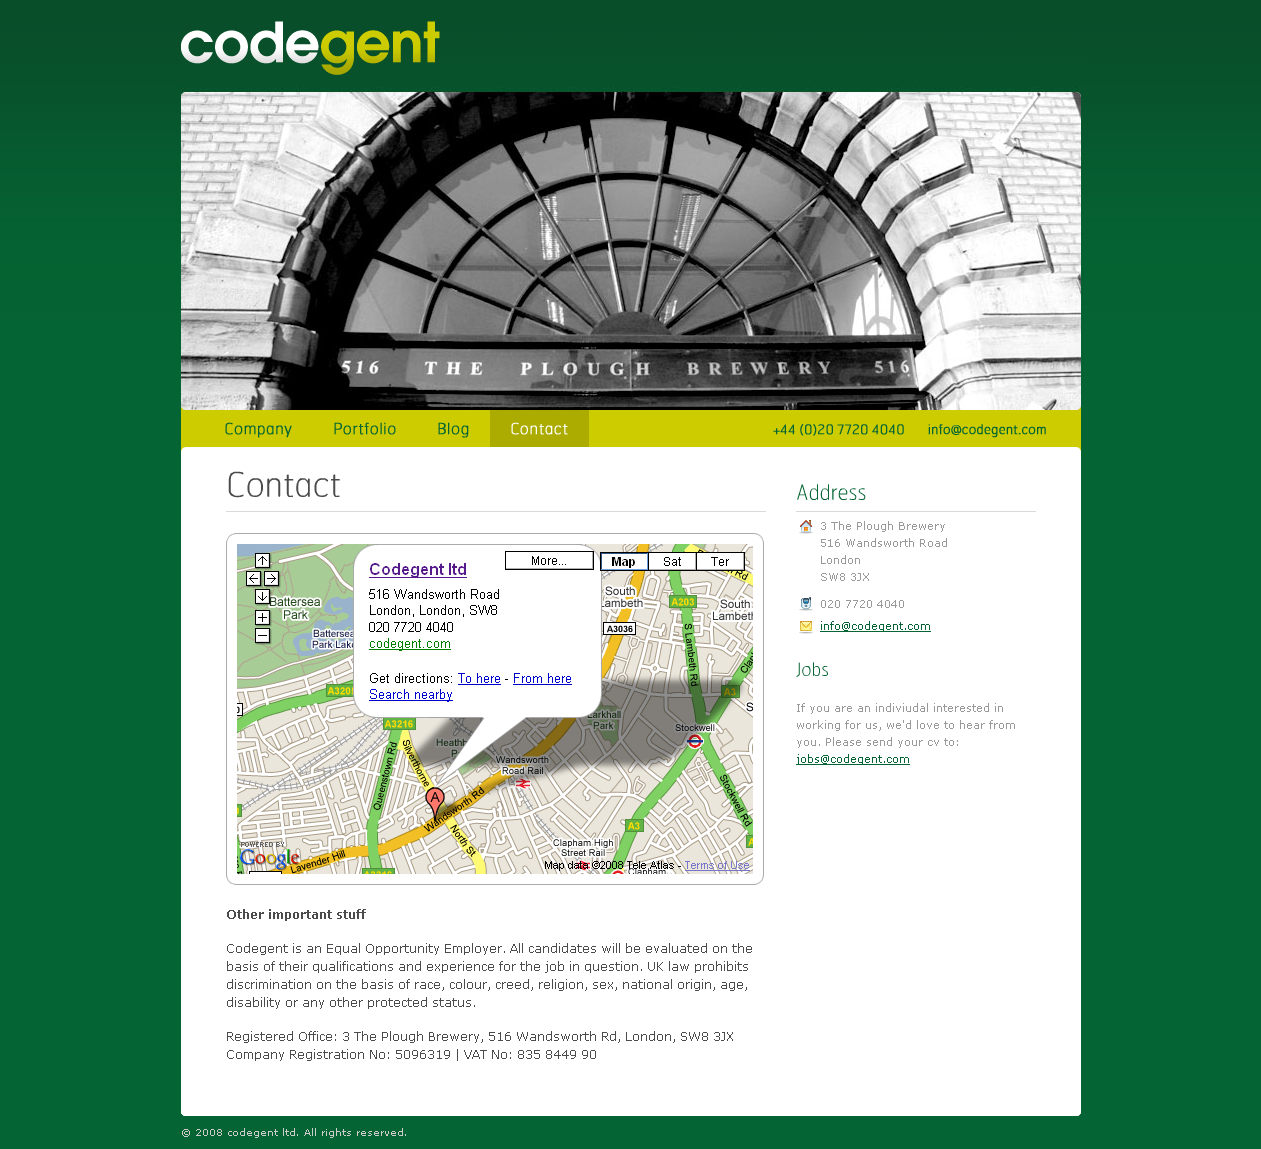 codegent
516 THE PLOUGH BREWERY 516
Company Portfolio Blog Contact +44 (0)20 7720 4040 info@codegent.com
Contact
More... Map Sat Ter
Codegent ltd
516 Wandsworth Road
London, London, SW8
020 7720 4040
codegent.com
Get directions: To here - From here
Search nearby
Battersea
Park
Battersea
Park Lake
South
Lambeth
A203
South
Lambeth
A3036
S Lambeth Rd
A3
A3216
Silverthorne
Larkhall
Park
Stockwell
Queenstown Rd
Wandsworth
Road Rail
A
Wandsworth Rd
North St
Stockwell Rd
A3
Clapham High
Street Rail
Lavender Hill
POWERED BY
Google
Map data ©2008 Tele Atlas - Terms of Use
Clapham
Other important stuff
Codegent is an Equal Opportunity Employer. All candidates will be evaluated on the
basis of their qualifications and experience for the job in question. UK law prohibits
discrimination on the basis of race, colour, creed, religion, sex, national origin, age,
disability or any other protected status.
Registered Office: 3 The Plough Brewery, 516 Wandsworth Rd, London, SW8 3JX
Company Registration No: 5096319 | VAT No: 835 8449 90
Address
3 The Plough Brewery
516 Wandsworth Road
London
SW8 3JX
020 7720 4040
info@codegent.com
Jobs
If you are an indiviudal interested in
working for us, we'd love to hear from
you. Please send your cv to:
jobs@codegent.com
© 2008 codegent ltd. All rights reserved.